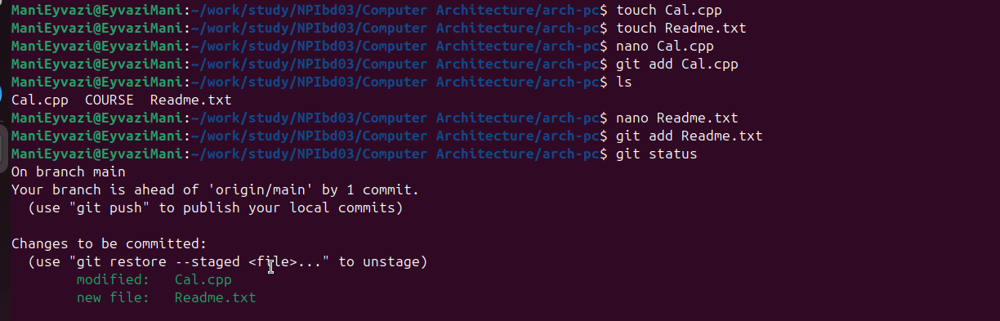 ManiEyvazi@EyvaziMani:~/work/study/NPIbd03/Computer Architecture/arch-pc$ touch Cal.cpp
ManiEyvazi@EyvaziMani:~/work/study/NPIbd03/Computer Architecture/arch-pc$ touch Readme.txt
ManiEyvazi@EyvaziMani:~/work/study/NPIbd03/Computer Architecture/arch-pc$ nano Cal.cpp
ManiEyvazi@EyvaziMani:~/work/study/NPIbd03/Computer Architecture/arch-pc$ git add Cal.cpp
ManiEyvazi@EyvaziMani:~/work/study/NPIbd03/Computer Architecture/arch-pc$ ls
Cal.cpp  COURSE  Readme.txt
ManiEyvazi@EyvaziMani:~/work/study/NPIbd03/Computer Architecture/arch-pc$ nano Readme.txt
ManiEyvazi@EyvaziMani:~/work/study/NPIbd03/Computer Architecture/arch-pc$ git add Readme.txt
ManiEyvazi@EyvaziMani:~/work/study/NPIbd03/Computer Architecture/arch-pc$ git status
On branch main
Your branch is ahead of 'origin/main' by 1 commit.
  (use "git push" to publish your local commits)
Changes to be committed:
  (use "git restore --staged <file>..." to unstage)
        modified:   Cal.cpp
        new file:   Readme.txt